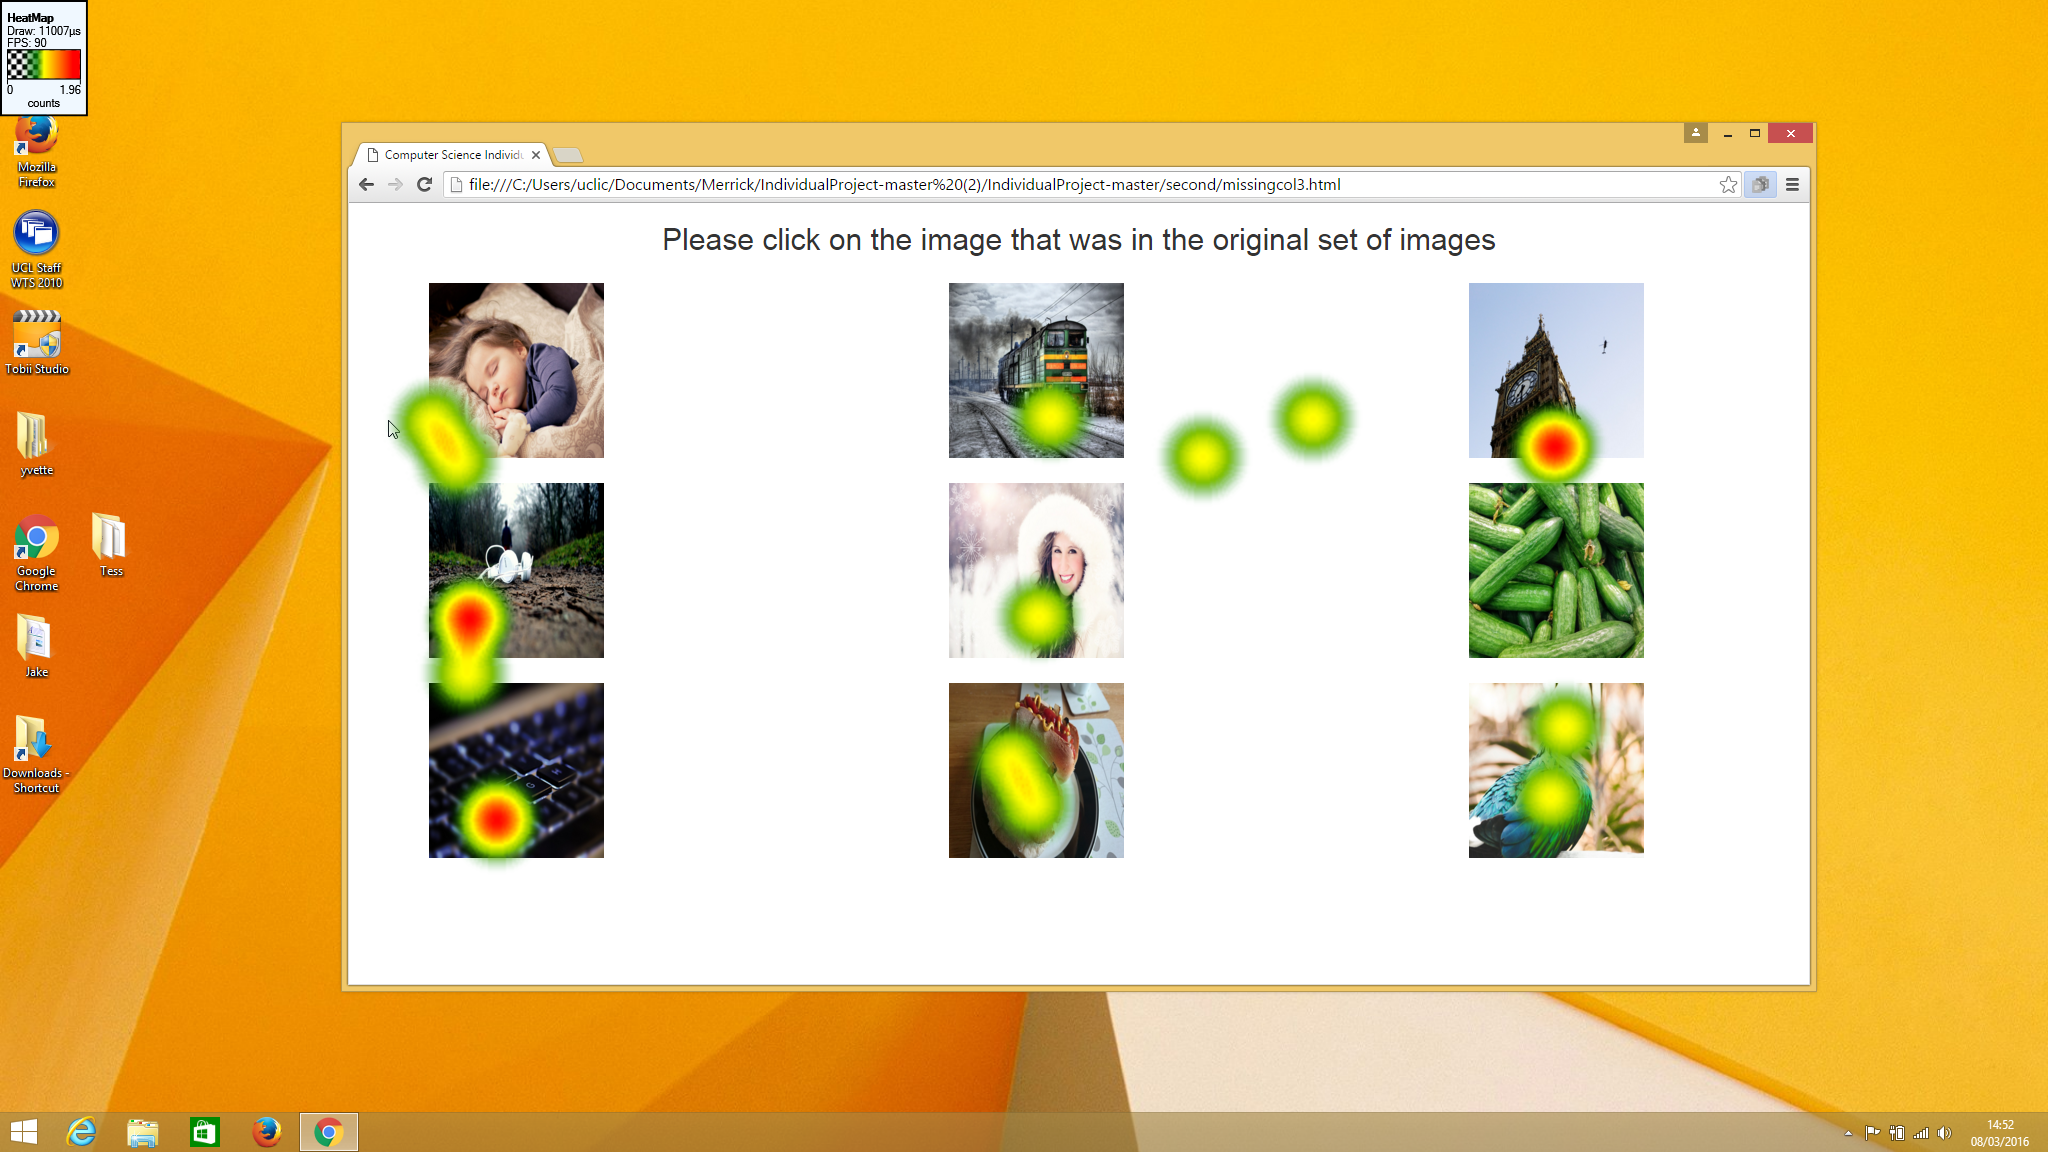 HeatMap
Draw: 11007µs
FPS: 90
0 1.96
counts
Mozilla
Firefox
UCL Staff
WTS 2010
Tobii Studio
yvette
Google
Chrome
Tess
Jake
Downloads -
Shortcut
Computer Science Individu
file:///C:/Users/uclic/Documents/Merrick/IndividualProject-master%20(2)/IndividualProject-master/second/missingcol3.html
Please click on the image that was in the original set of images
14:52
08/03/2016